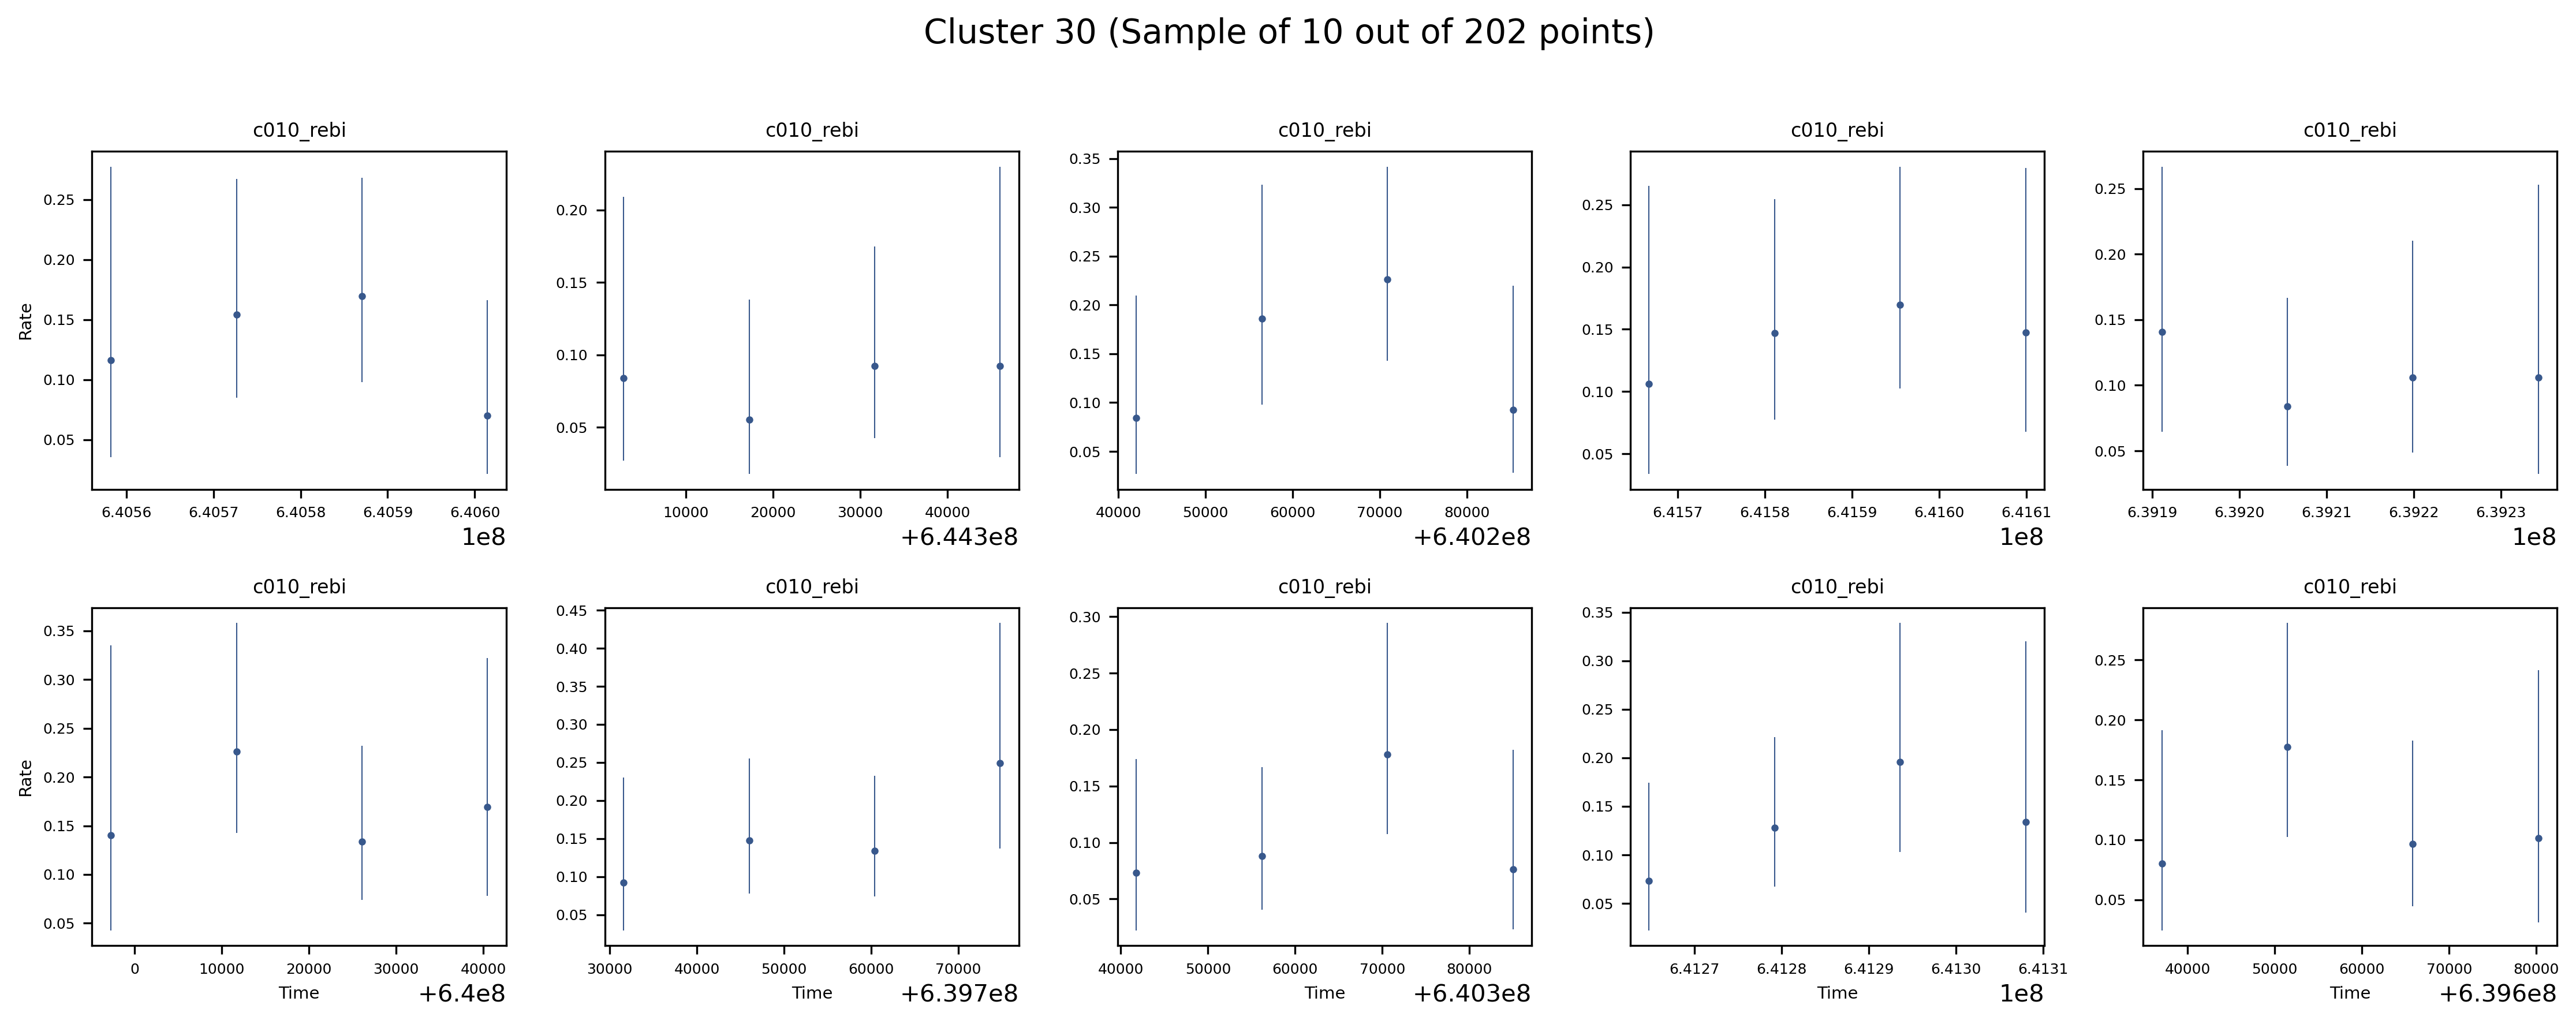 Cluster 30 (Sample of 10 out of 202 points)
c010_rebi c010_rebi c010_rebi c010_rebi c010_rebi
Rate
0.25 0.20 0.15 0.10 0.05
6.4056 6.4057 6.4058 6.4059 6.4060
1e8
0.20 0.15 0.10 0.05
10000 20000 30000 40000
+6.443e8
0.35 0.30 0.25 0.20 0.15 0.10 0.05
40000 50000 60000 70000 80000
+6.402e8
0.25 0.20 0.15 0.10 0.05
6.4157 6.4158 6.4159 6.4160 6.4161
1e8
0.25 0.20 0.15 0.10 0.05
6.3919 6.3920 6.3921 6.3922 6.3923
1e8
c010_rebi c010_rebi c010_rebi c010_rebi c010_rebi
Rate
0.35 0.30 0.25 0.20 0.15 0.10 0.05
0 10000 20000 30000 40000
Time +6.4e8
0.45 0.40 0.35 0.30 0.25 0.20 0.15 0.10 0.05
30000 40000 50000 60000 70000
Time +6.397e8
0.30 0.25 0.20 0.15 0.10 0.05
40000 50000 60000 70000 80000
Time +6.403e8
0.35 0.30 0.25 0.20 0.15 0.10 0.05
6.4127 6.4128 6.4129 6.4130 6.4131
Time 1e8
0.25 0.20 0.15 0.10 0.05
40000 50000 60000 70000 80000
Time +6.396e8